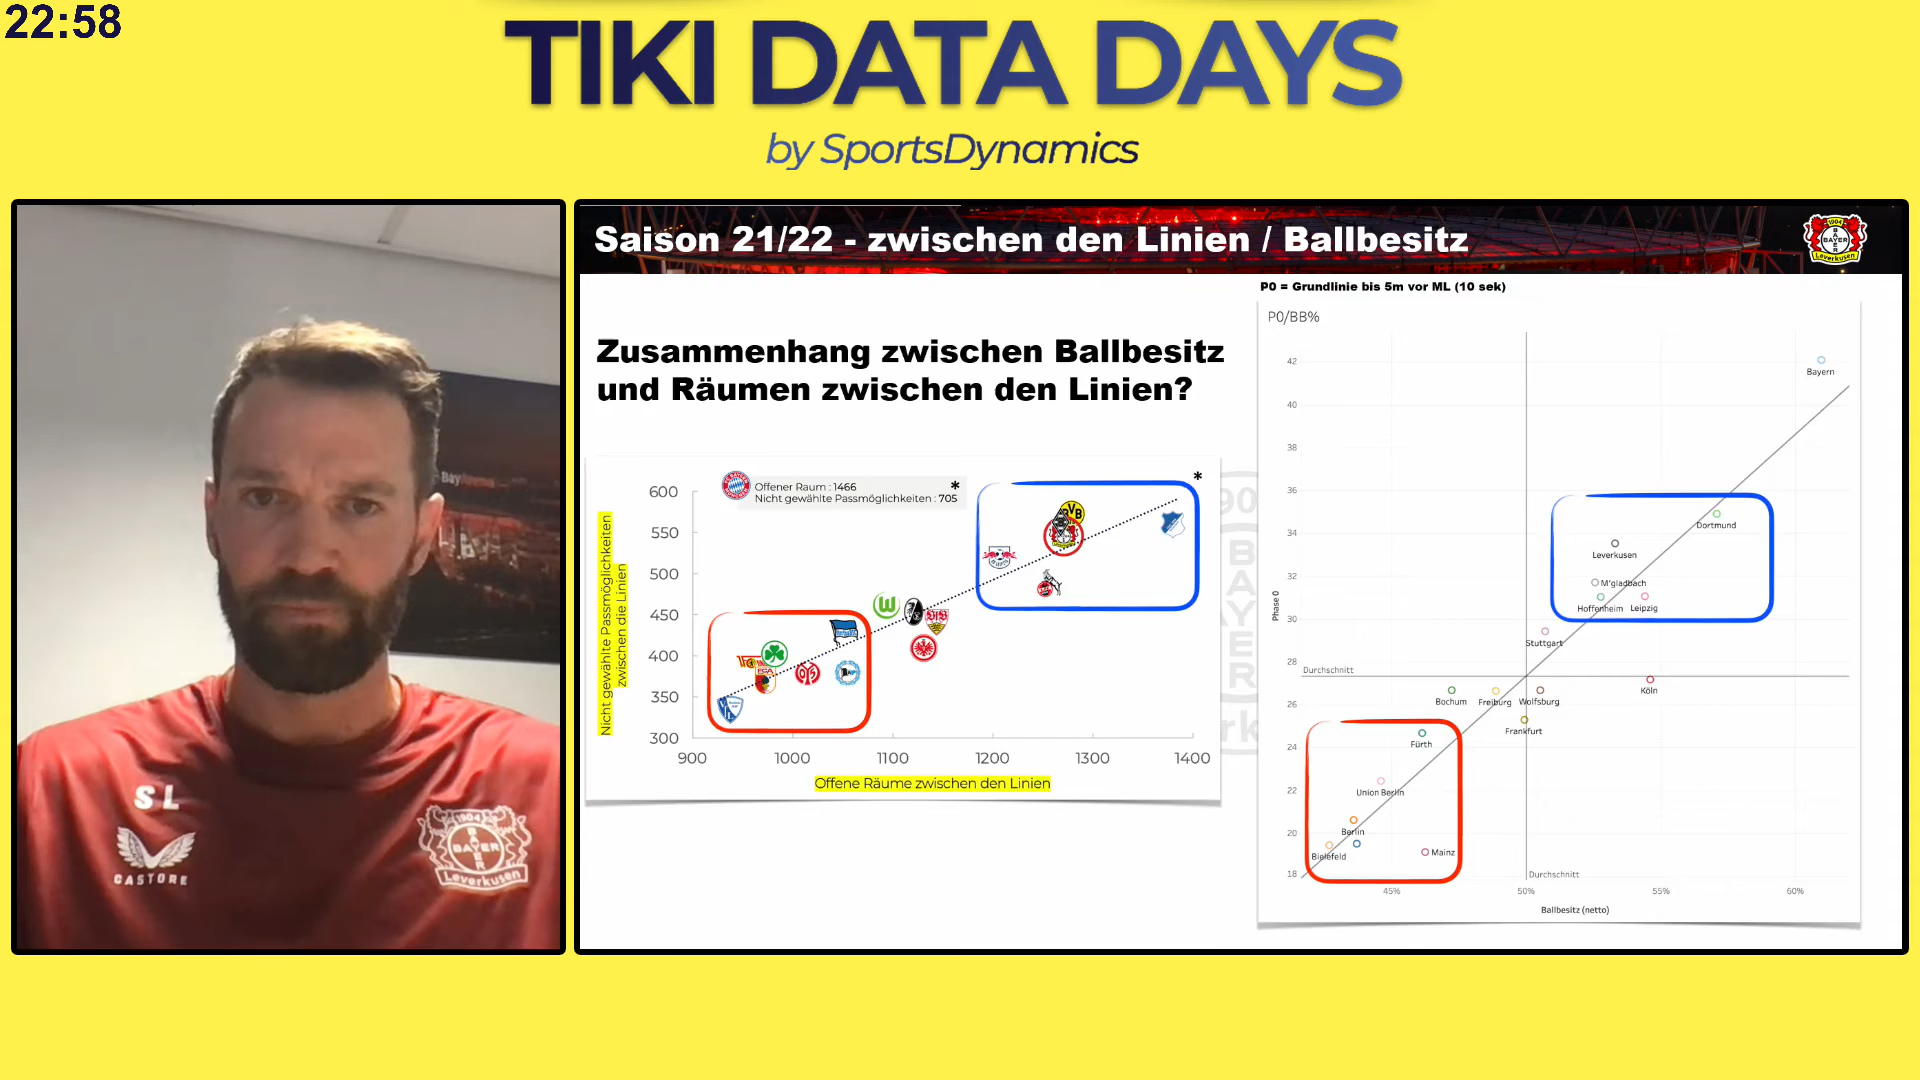 22:58
TIKI DATA DAYS
by SportsDynamics
Saison 21/22 - zwischen den Linien / Ballbesitz
P0 = Grundlinie bis 5m vor ML (10 sek)
Zusammenhang zwischen Ballbesitz
und Räumen zwischen den Linien?
Offener Raum : 1466 *
Nicht gewählte Passmöglichkeiten : 705
*
Nicht gewählte Passmöglichkeiten
zwischen die Linien
600
550
500
450
400
350
300
900 1000 1100 1200 1300 1400
Offene Räume zwischen den Linien
P0/BB%
Phase 0
42
40
38
36
34
32
30
28
26
24
22
20
18
Bayern
Dortmund
Leverkusen
M'gladbach
Hoffenheim
Leipzig
Stuttgart
Durchschnitt
Köln
Bochum
Freiburg
Wolfsburg
Frankfurt
Fürth
Union Berlin
Berlin
Bielefeld
Mainz
Durchschnitt
45% 50% 55% 60%
Ballbesitz (netto)
BayArena
S L
CASTORE
1904
BAYER
Leverkusen